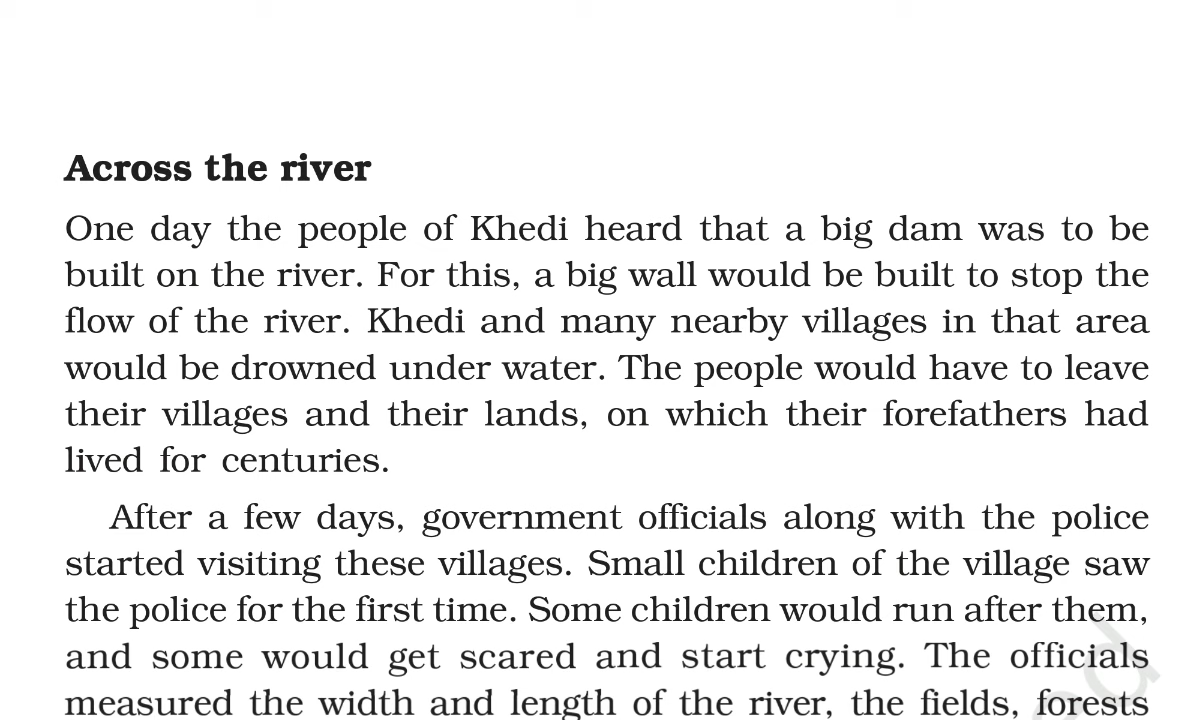 Across the river
One day the people of Khedi heard that a big dam was to be
built on the river. For this, a big wall would be built to stop the
flow of the river. Khedi and many nearby villages in that area
would be drowned under water. The people would have to leave
their villages and their lands, on which their forefathers had
lived for centuries.
After a few days, government officials along with the police
started visiting these villages. Small children of the village saw
the police for the first time. Some children would run after them,
and some would get scared and start crying. The officials
measured the width and length of the river, the fields, forests